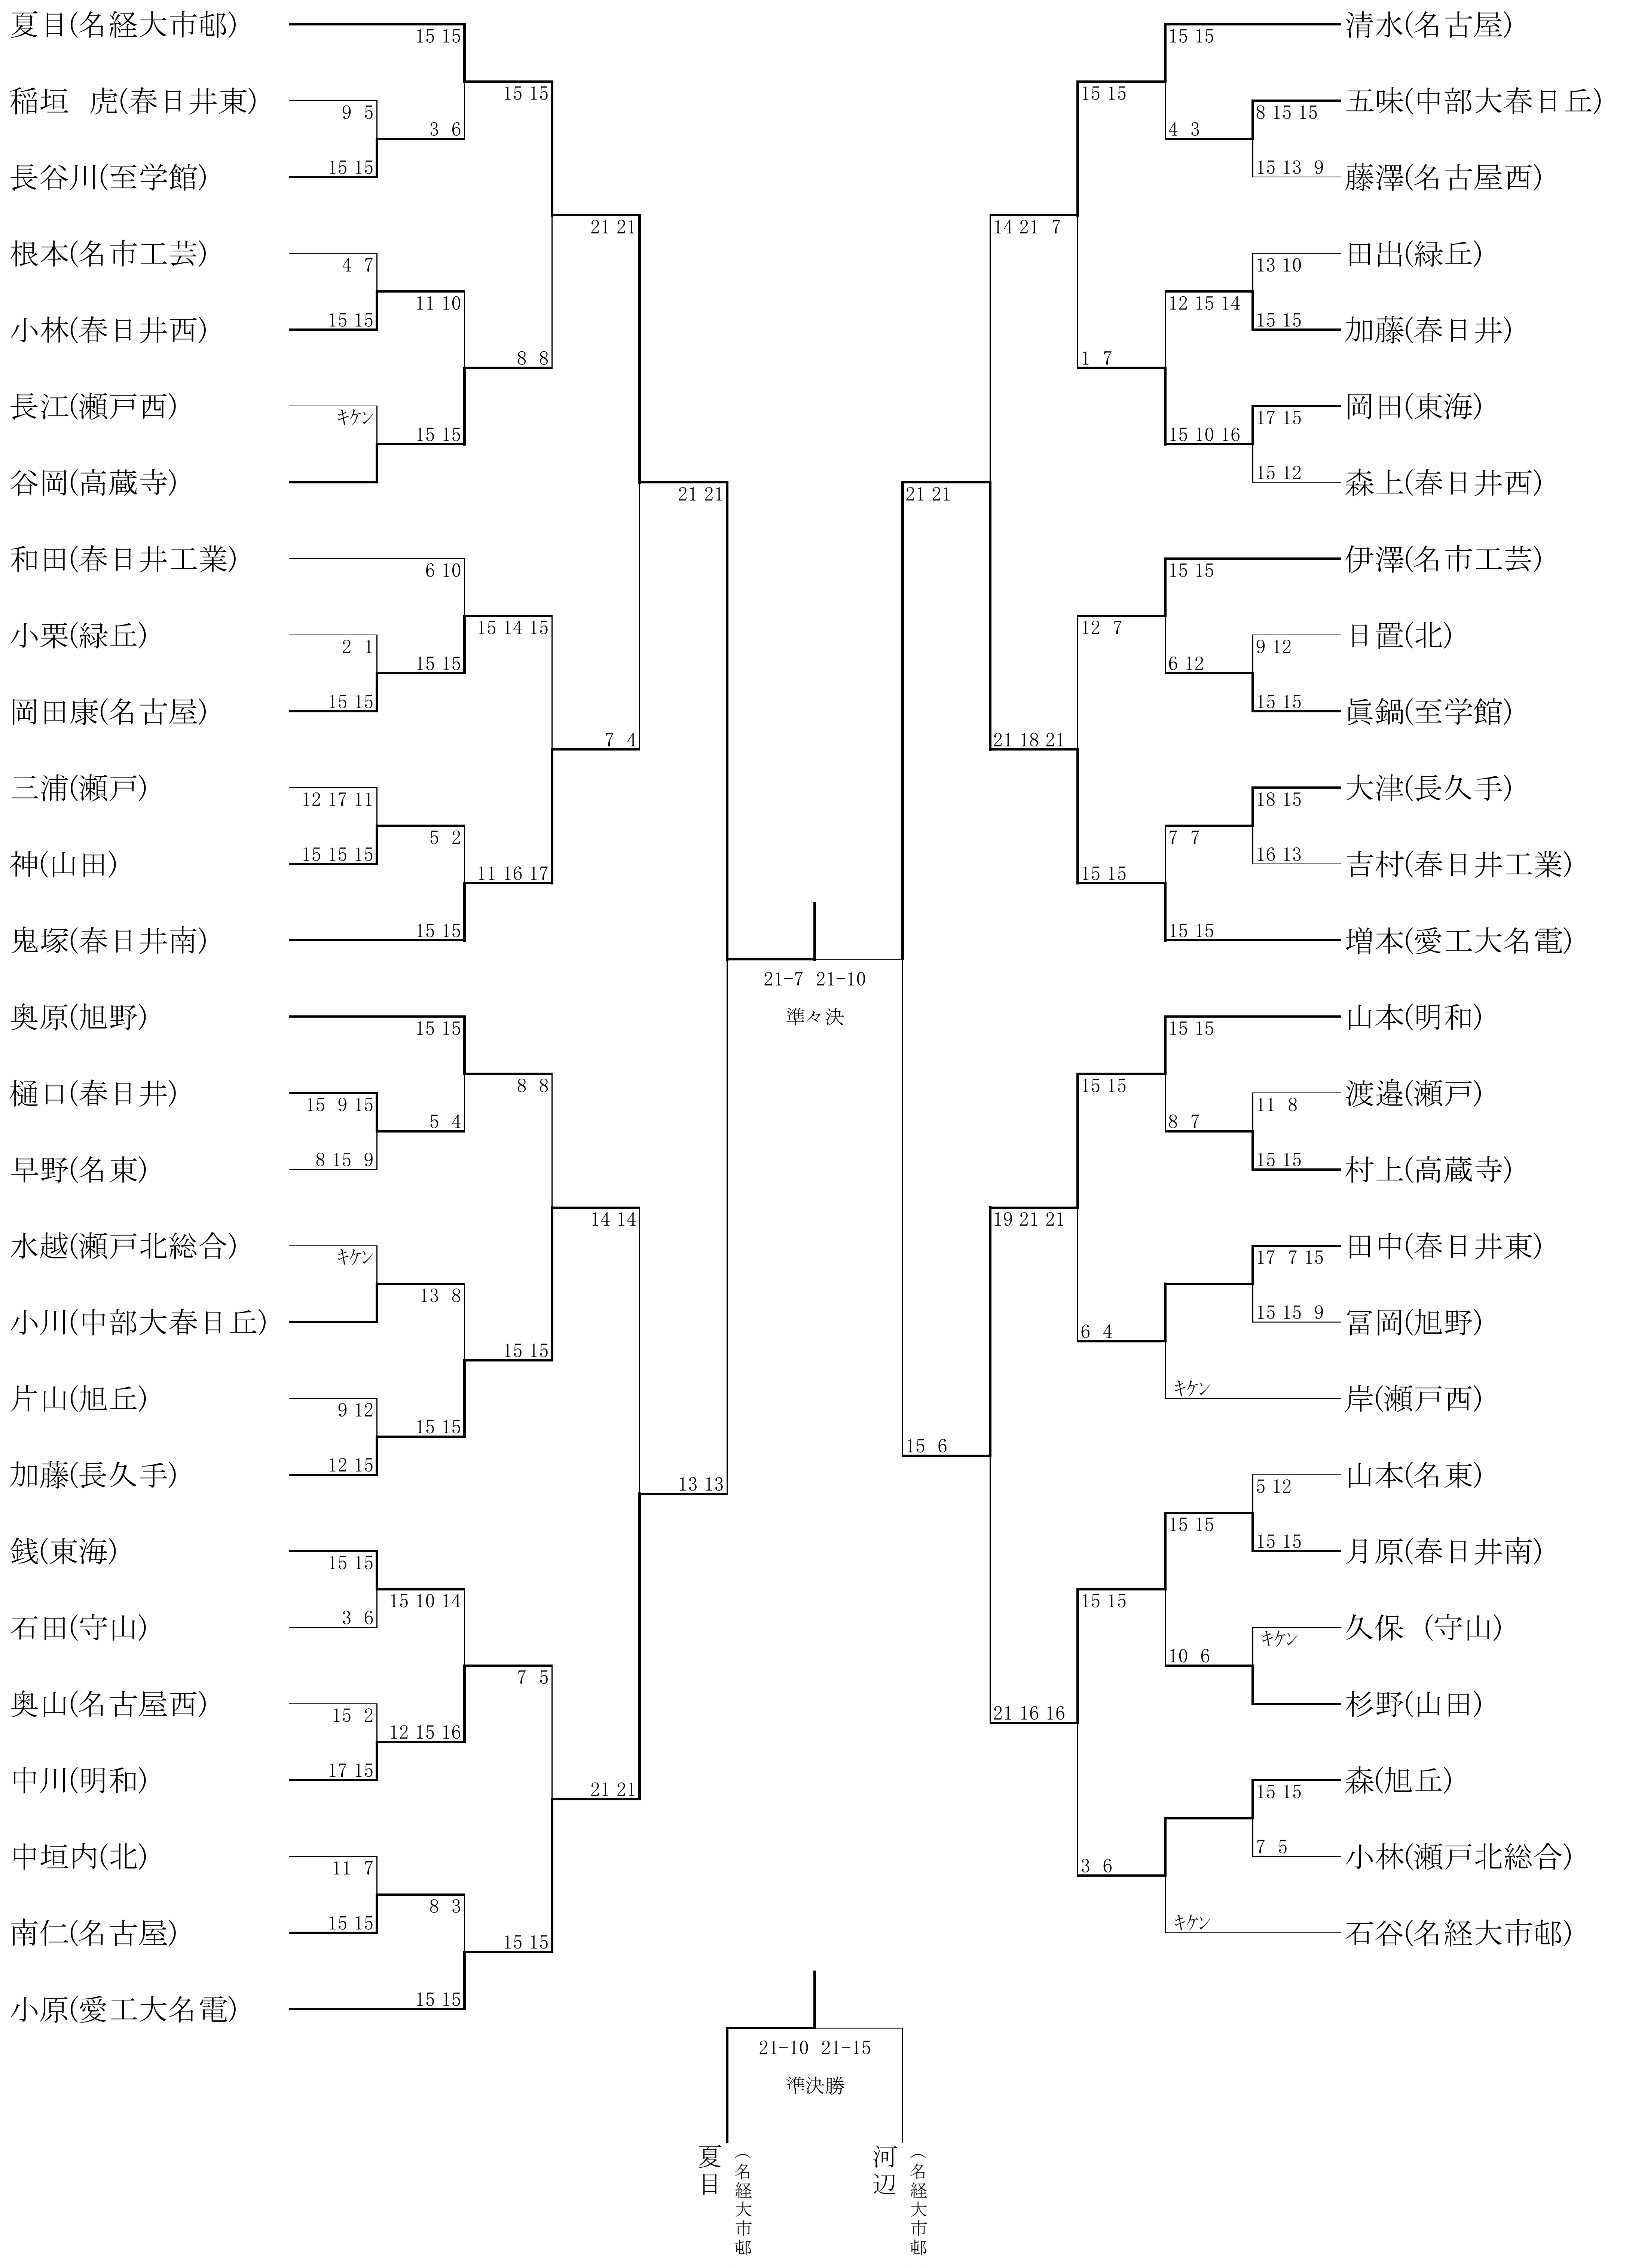 夏目(名経大市邨)
15 15
稲垣 虎(春日井東)
9 5
3 6
長谷川(至学館)
15 15
15 15
根本(名市工芸)
4 7
11 10
小林(春日井西)
15 15
8 8
長江(瀬戸西)
キケン
15 15
谷岡(高蔵寺)
21 21
和田(春日井工業)
6 10
小栗(緑丘)
2 1
15 15
岡田康(名古屋)
15 15
15 14 15
三浦(瀬戸)
12 17 11
5 2
神(山田)
15 15 15
11 16 17
鬼塚(春日井南)
15 15
7 4
21 21
奥原(旭野)
15 15
樋口(春日井)
15 9 15
5 4
早野(名東)
8 15 9
8 8
水越(瀬戸北総合)
キケン
13 8
小川(中部大春日丘)
15 15
片山(旭丘)
9 12
15 15
加藤(長久手)
12 15
14 14
銭(東海)
15 15
15 10 14
石田(守山)
3 6
7 5
奥山(名古屋西)
15 2
12 15 16
中川(明和)
17 15
中垣内(北)
11 7
8 3
南仁(名古屋)
15 15
15 15
小原(愛工大名電)
15 15
21 21
13 13
清水(名古屋)
15 15
五味(中部大春日丘)
8 15 15
4 3
藤澤(名古屋西)
15 13 9
15 15
田出(緑丘)
13 10
12 15 14
加藤(春日井)
15 15
1 7
岡田(東海)
17 15
15 10 16
森上(春日井西)
15 12
14 21 7
伊澤(名市工芸)
15 15
日置(北)
9 12
6 12
眞鍋(至学館)
15 15
12 7
大津(長久手)
18 15
7 7
吉村(春日井工業)
16 13
15 15
増本(愛工大名電)
15 15
21 18 21
21 21
山本(明和)
15 15
渡邉(瀬戸)
11 8
8 7
村上(高蔵寺)
15 15
15 15
田中(春日井東)
17 7 15
冨岡(旭野)
15 15 9
6 4
岸(瀬戸西)
キケン
19 21 21
山本(名東)
5 12
15 15
月原(春日井南)
15 15
15 15
久保 (守山)
キケン
10 6
杉野(山田)
森(旭丘)
15 15
小林(瀬戸北総合)
7 5
3 6
石谷(名経大市邨)
キケン
21 16 16
15 6
21-7 21-10
準々決
21-10 21-15
準決勝
夏目
(名経大市邨
河辺
(名経大市邨